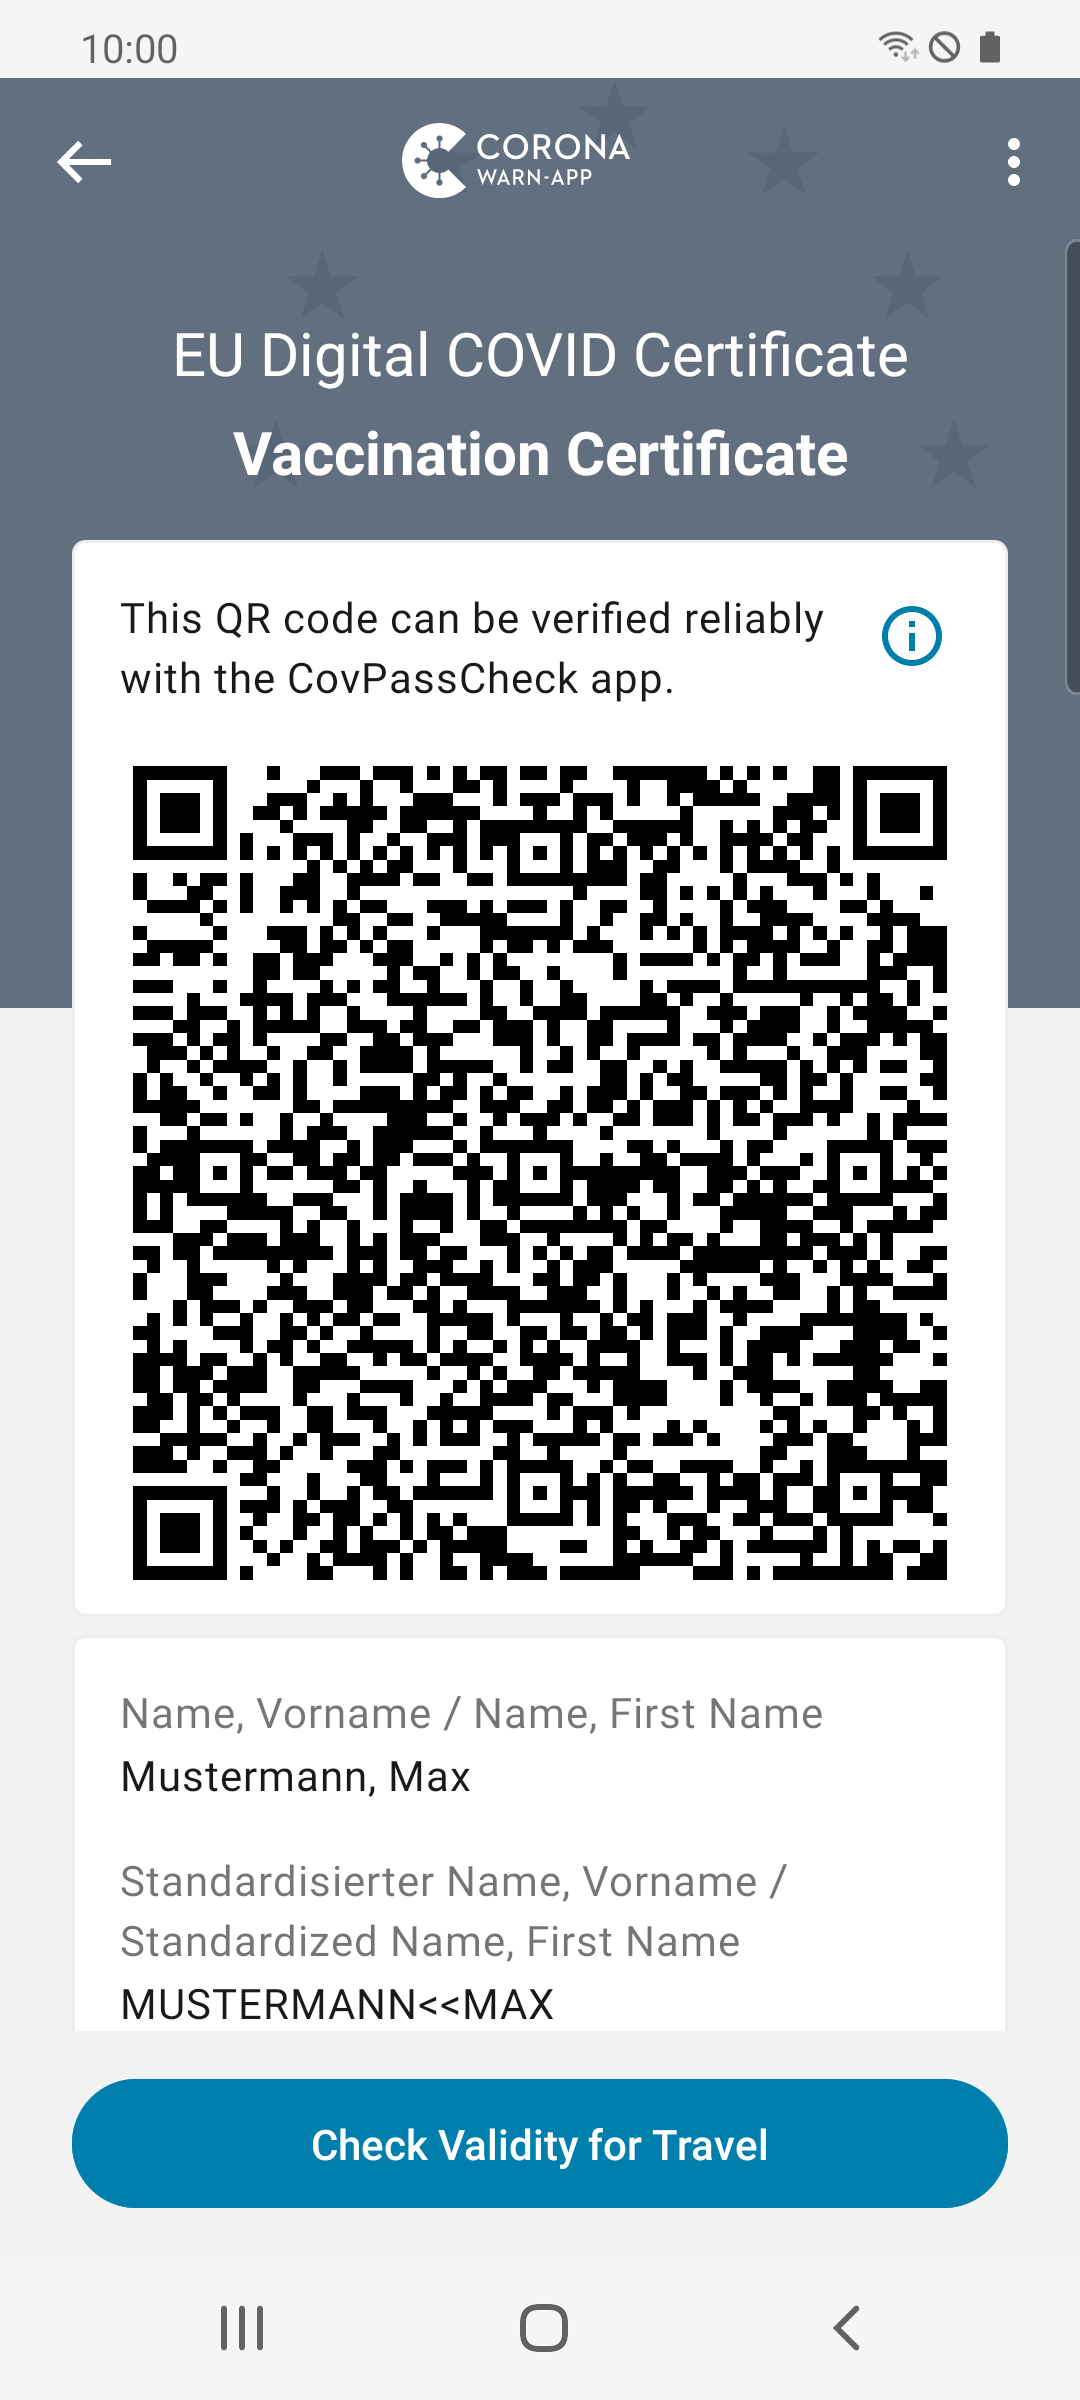 10:00
CORONA
WARN-APP
EU Digital COVID Certificate
Vaccination Certificate
This QR code can be verified reliably
with the CovPassCheck app.
Name, Vorname / Name, First Name
Mustermann, Max
Standardisierter Name, Vorname /
Standardized Name, First Name
MUSTERMANN<<MAX
Check Validity for Travel